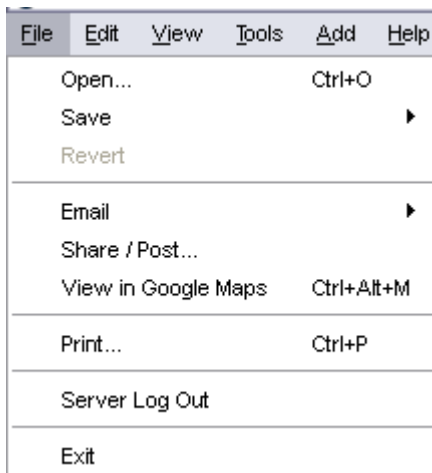 File Edit View Tools Add Help
Open... Ctrl+O
Save
Revert
Email
Share / Post...
View in Google Maps Ctrl+Alt+M
Print... Ctrl+P
Server Log Out
Exit